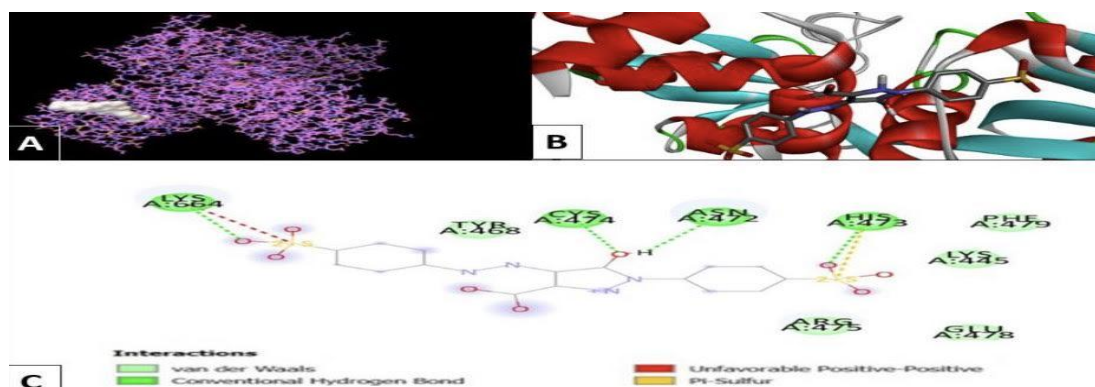 A
B
LYS
A:664
TYR
A:468
CYS
A:474
ASN
A:472
HIS
A:473
PHE
A:479
LYS
A:445
ARG
A:475
GLU
A:478
O
S
O
O
N
N
O
O
O
H
N
N
O
S
O
O
Interactions
van der Waals
Conventional Hydrogen Bond
Unfavorable Positive-Positive
Pi-Sulfur
C